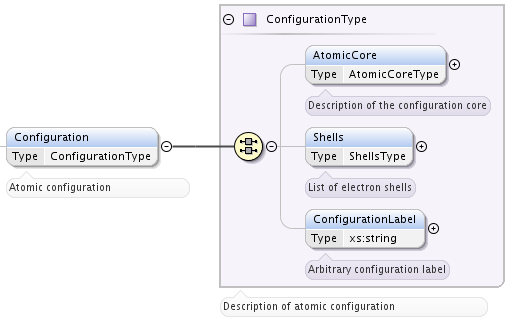 ConfigurationType
AtomicCore
Type AtomicCoreType
Description of the configuration core
Configuration
Type ConfigurationType
Atomic configuration
Shells
Type ShellsType
List of electron shells
ConfigurationLabel
Type xs:string
Arbitrary configuration label
Description of atomic configuration